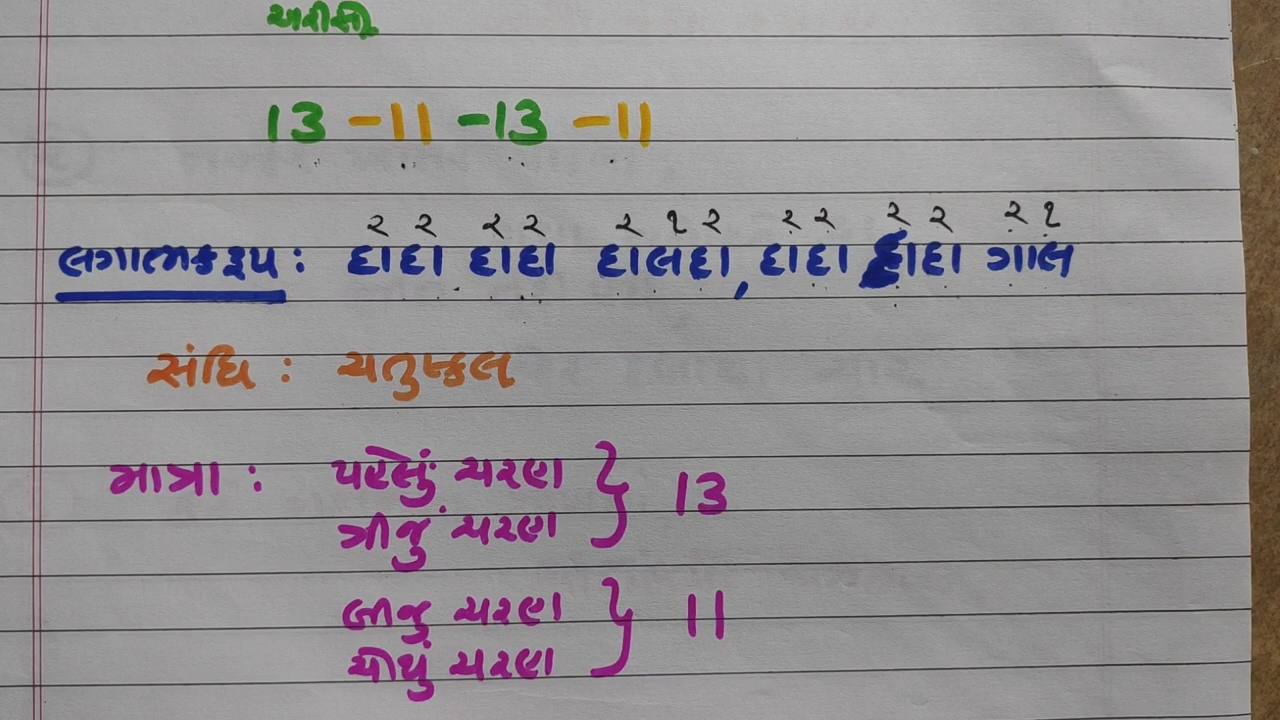 અરીસો
13 -11 -13 -11
૨ ૨ ૨ ૨ ૨ ૧ ૨ ૨ ૨ ૨ ૨ ૨ ૧
લગાત્મકરૂપ : દાદા દાદા દાલદા, દાદા દાદા ગાલ
સંધિ : ચતુષ્કલ
માત્રા : પહેલું ચરણ } 13
ત્રીજું ચરણ
બીજુ ચરણ } 11
ચોથું ચરણ